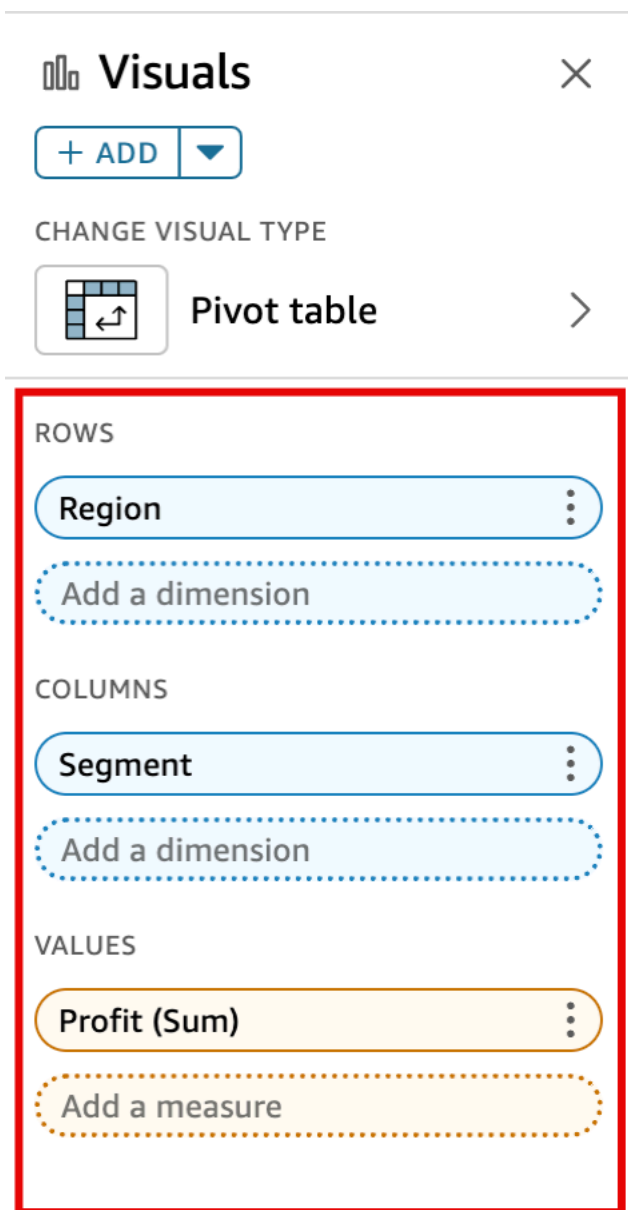 Visuals
+ ADD
CHANGE VISUAL TYPE
Pivot table
ROWS
Region
Add a dimension
COLUMNS
Segment
Add a dimension
VALUES
Profit (Sum)
Add a measure